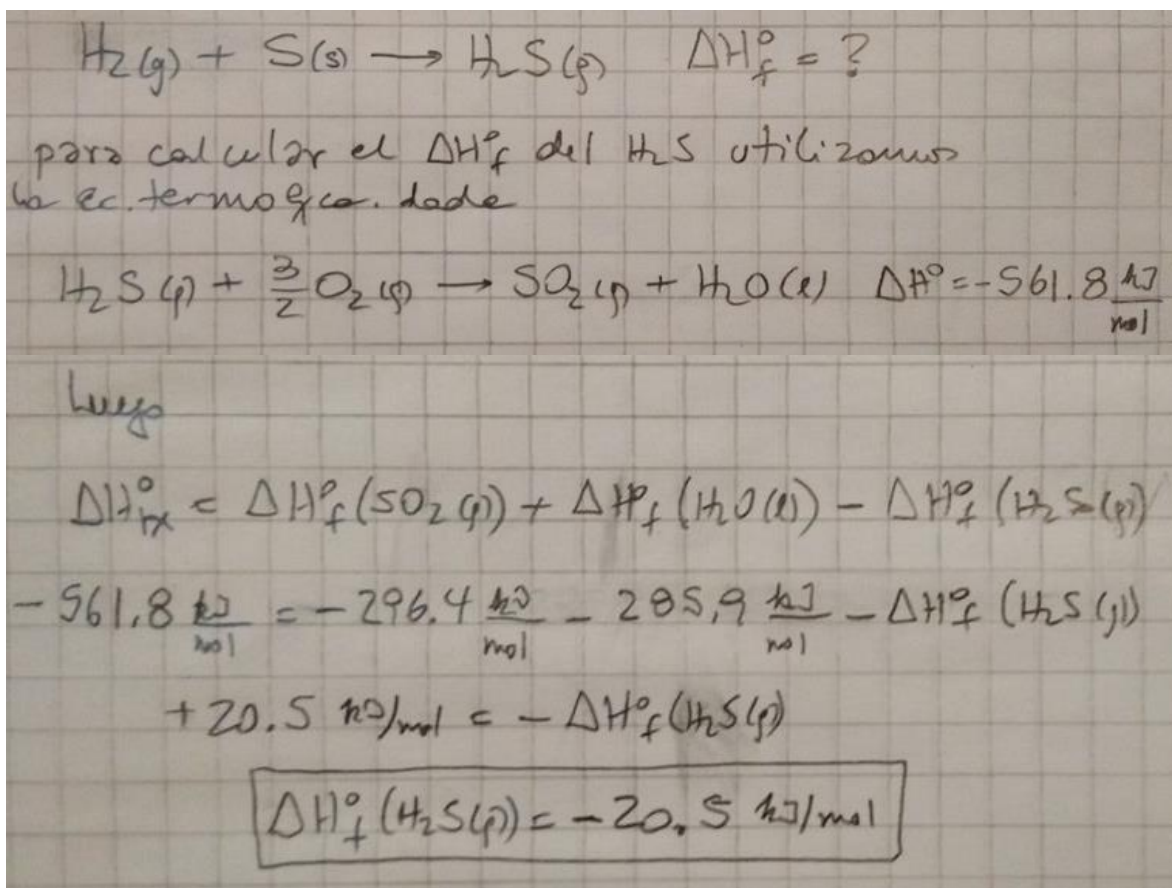 H₂(g) + S(s) → H₂S(g) ΔH°f = ?
para calcular el ΔH°f del H₂S utilizamos
la ec. termoqca. dada
H₂S(g) + 3/2 O₂(g) → SO₂(g) + H₂O(l) ΔH° = -561.8 kJ/mol
Luego
ΔH°rx = ΔH°f (SO₂(g)) + ΔH°f (H₂O(l)) - ΔH°f (H₂S(g))
-561,8 kJ/mol = -296.4 kJ/mol - 285,9 kJ/mol - ΔH°f (H₂S(g))
+20.5 kJ/mol = - ΔH°f (H₂S(g))
ΔH°f (H₂S(g)) = -20.5 kJ/mol